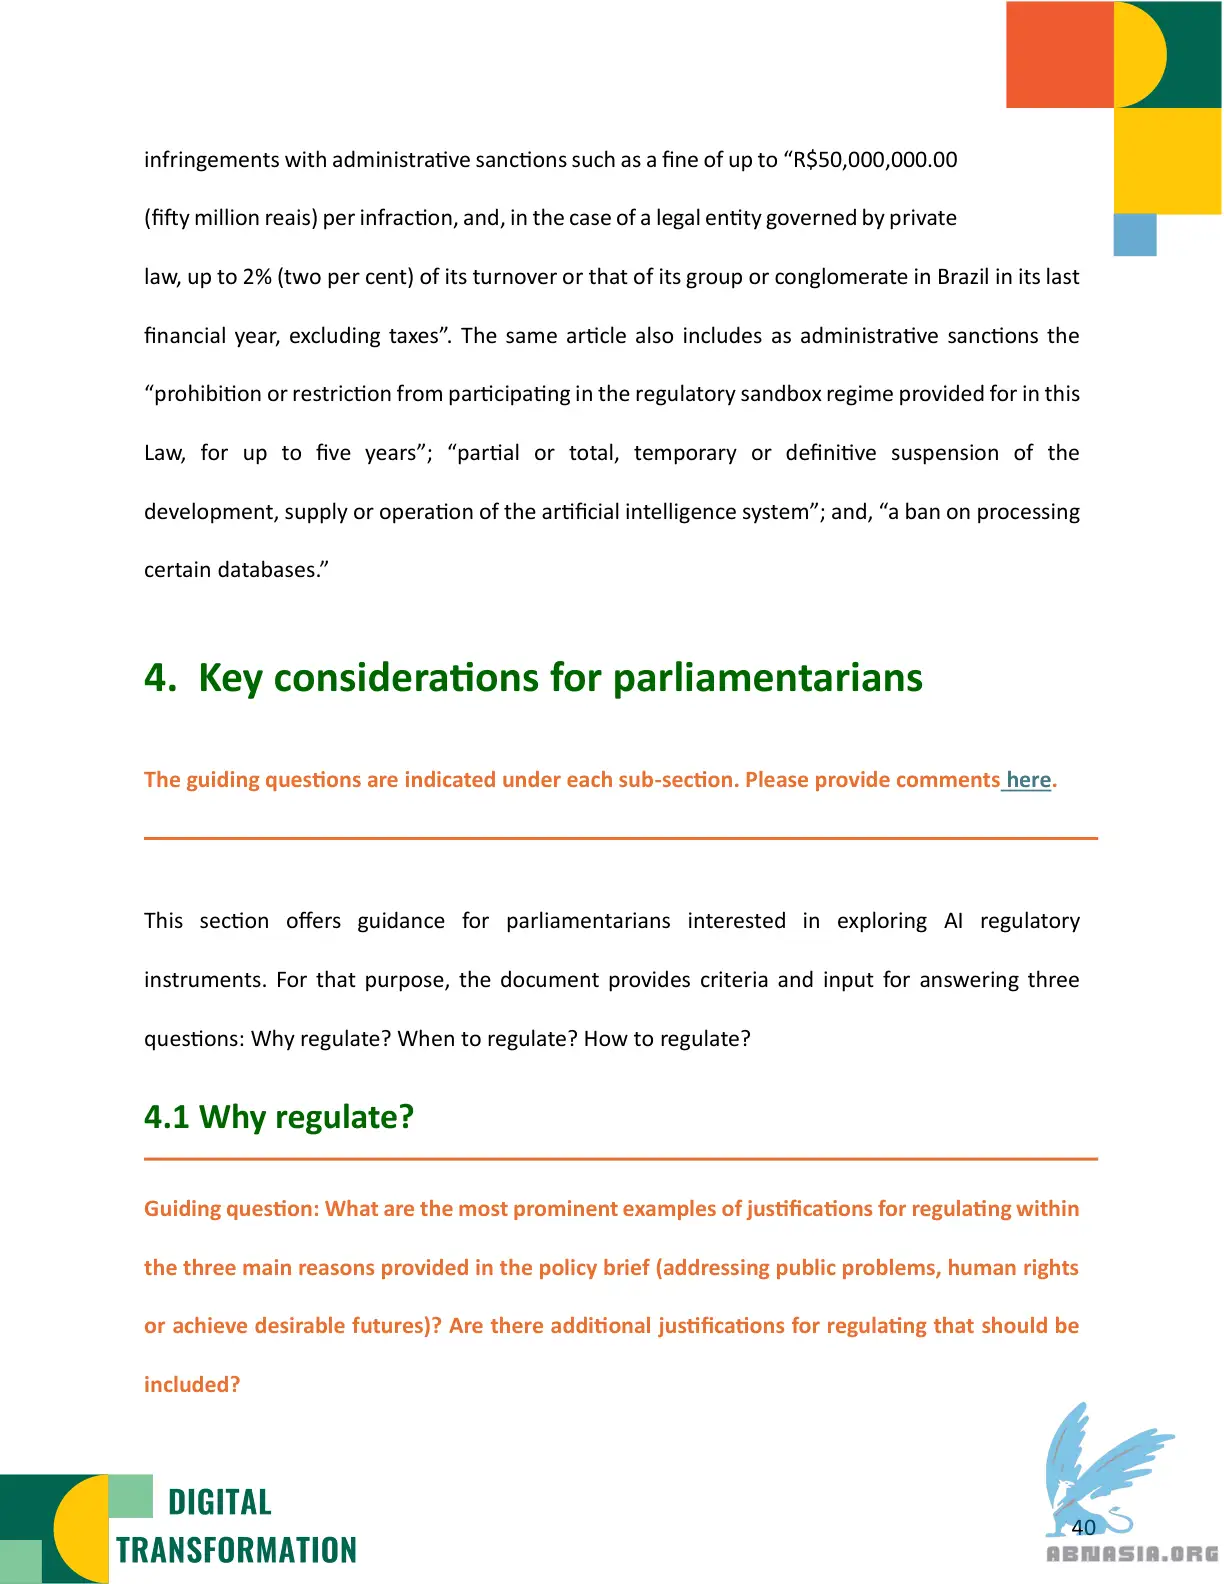 infringements with administrative sanctions such as a fine of up to “R$50,000,000.00
(fifty million reais) per infraction, and, in the case of a legal entity governed by private
law, up to 2% (two per cent) of its turnover or that of its group or conglomerate in Brazil in its last
financial year, excluding taxes”. The same article also includes as administrative sanctions the
“prohibition or restriction from participating in the regulatory sandbox regime provided for in this
Law, for up to five years”; “partial or total, temporary or definitive suspension of the
development, supply or operation of the artificial intelligence system”; and, “a ban on processing
certain databases.”
4. Key considerations for parliamentarians
The guiding questions are indicated under each sub-section. Please provide comments here.
This section offers guidance for parliamentarians interested in exploring AI regulatory
instruments. For that purpose, the document provides criteria and input for answering three
questions: Why regulate? When to regulate? How to regulate?
4.1 Why regulate?
Guiding question: What are the most prominent examples of justifications for regulating within
the three main reasons provided in the policy brief (addressing public problems, human rights
or achieve desirable futures)? Are there additional justifications for regulating that should be
included?
DIGITAL
TRANSFORMATION
40
ABNASIA.ORG